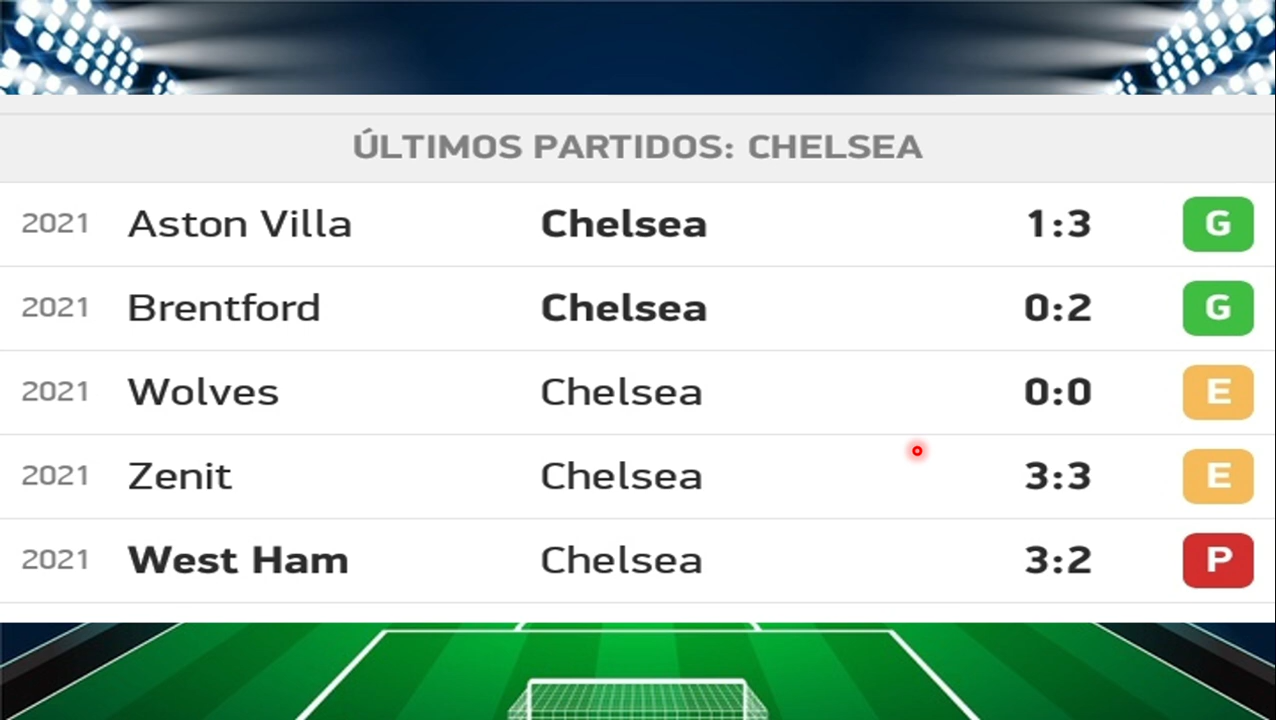 ÚLTIMOS PARTIDOS: CHELSEA
2021 Aston Villa Chelsea 1:3 G
2021 Brentford Chelsea 0:2 G
2021 Wolves Chelsea 0:0 E
2021 Zenit Chelsea 3:3 E
2021 West Ham Chelsea 3:2 P